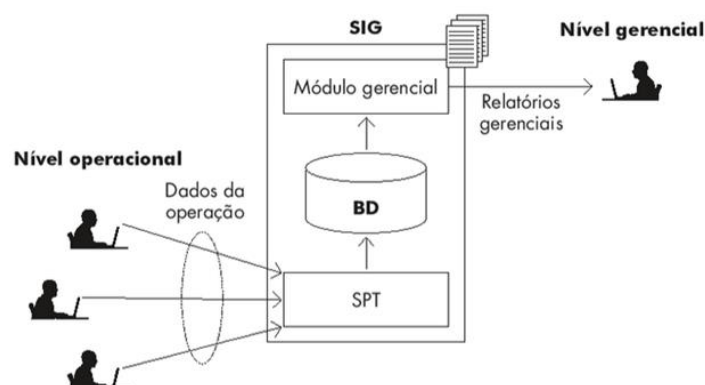 SIG
Nível gerencial
Módulo gerencial
Relatórios
gerenciais
Nível operacional
Dados da
operação
BD
SPT